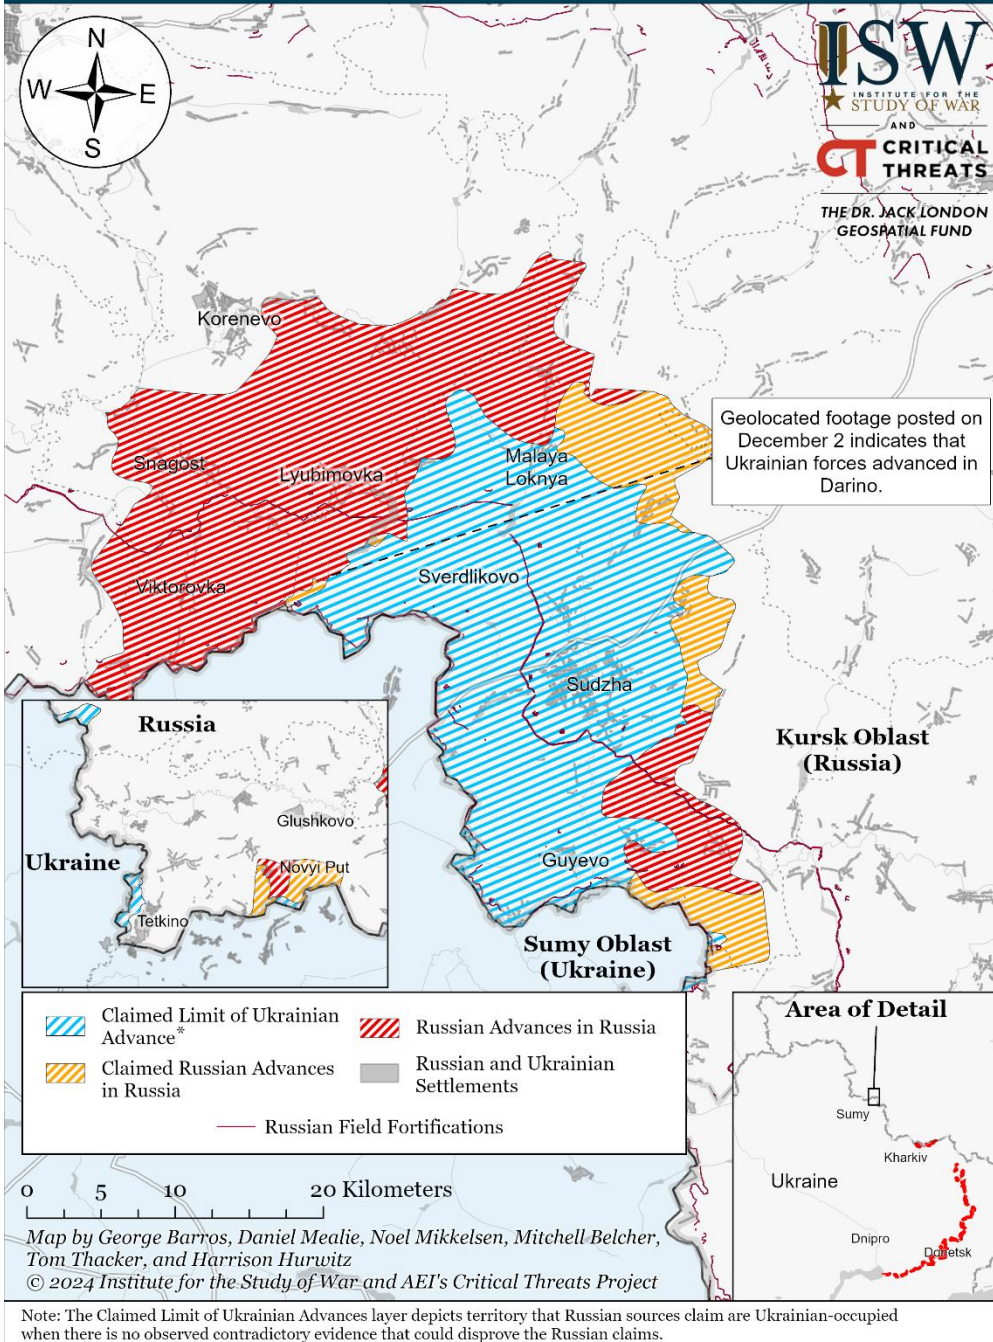 N
W
E
S
ISW
INSTITUTE FOR THE
STUDY OF WAR
AND
CT CRITICAL
THREATS
THE DR. JACK LONDON
GEOSPATIAL FUND
Korenevo
Geolocated footage posted on
December 2 indicates that
Ukrainian forces advanced in
Darino.
Snagost
Lyubimovka
Malaya
Loknya
Viktorovka
Sverdlikovo
Sudzha
Kursk Oblast
(Russia)
Guyevo
Sumy Oblast
(Ukraine)
Russia
Glushkovo
Ukraine
Novyi Put
Tetkino
Claimed Limit of Ukrainian
Advance*
Russian Advances in Russia
Claimed Russian Advances
in Russia
Russian and Ukrainian
Settlements
Russian Field Fortifications
Area of Detail
Sumy
Kharkiv
Ukraine
Dnipro
Donetsk
0 5 10 20 Kilometers
Map by George Barros, Daniel Mealie, Noel Mikkelsen, Mitchell Belcher,
Tom Thacker, and Harrison Hurwitz
© 2024 Institute for the Study of War and AEI's Critical Threats Project
Note: The Claimed Limit of Ukrainian Advances layer depicts territory that Russian sources claim are Ukrainian-occupied
when there is no observed contradictory evidence that could disprove the Russian claims.